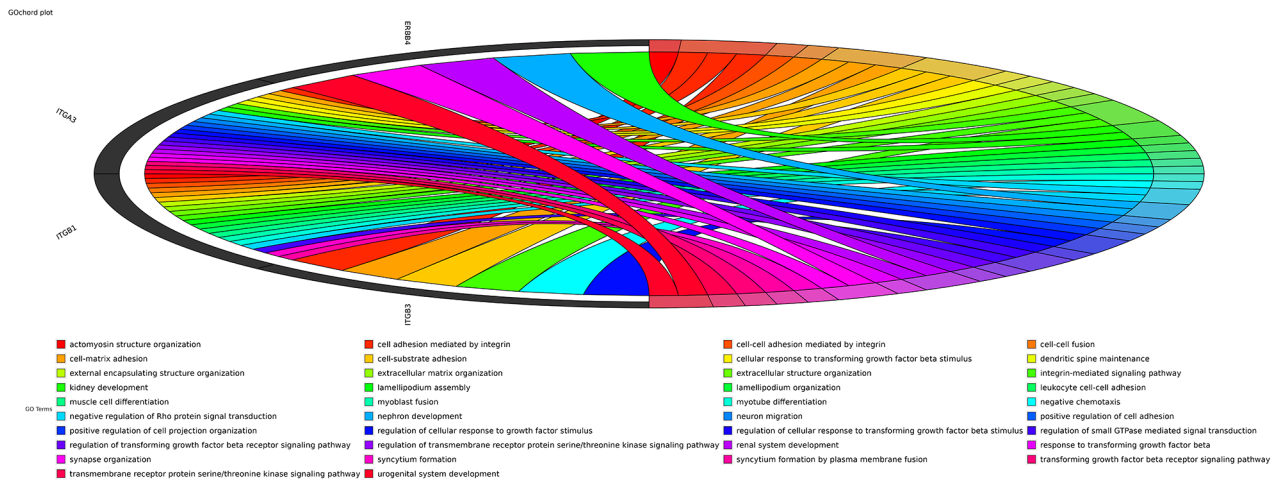 GOchord plot
ERBB4
ITGA3
ITGB1
ITGB3
actomyosin structure organization
cell adhesion mediated by integrin
cell-cell adhesion mediated by integrin
cell-cell fusion
cell-matrix adhesion
cell-substrate adhesion
cellular response to transforming growth factor beta stimulus
dendritic spine maintenance
external encapsulating structure organization
extracellular matrix organization
extracellular structure organization
integrin-mediated signaling pathway
kidney development
lamellipodium assembly
lamellipodium organization
leukocyte cell-cell adhesion
muscle cell differentiation
myoblast fusion
myotube differentiation
negative chemotaxis
GO Terms
negative regulation of Rho protein signal transduction
nephron development
neuron migration
positive regulation of cell adhesion
positive regulation of cell projection organization
regulation of cellular response to growth factor stimulus
regulation of cellular response to transforming growth factor beta stimulus
regulation of small GTPase mediated signal transduction
regulation of transforming growth factor beta receptor signaling pathway
regulation of transmembrane receptor protein serine/threonine kinase signaling pathway
renal system development
response to transforming growth factor beta
synapse organization
syncytium formation
syncytium formation by plasma membrane fusion
transforming growth factor beta receptor signaling pathway
transmembrane receptor protein serine/threonine kinase signaling pathway
urogenital system development